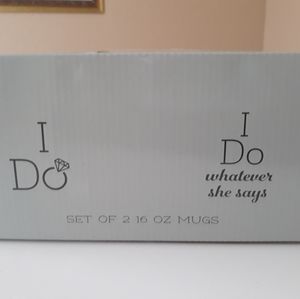 I
Do
I
Do
whatever
she says
SET OF 2 16 OZ MUGS